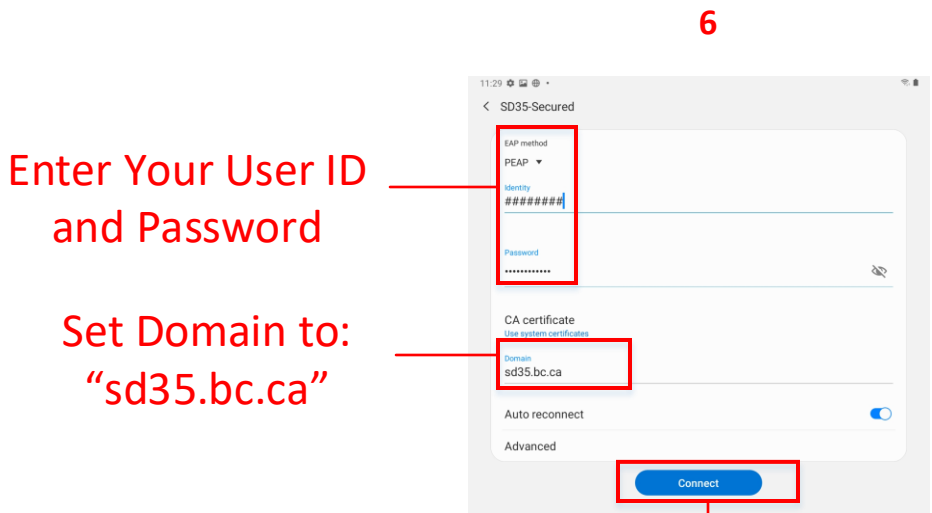 6
11:29
SD35-Secured
EAP method
PEAP
Identity
########
Enter Your User ID
and Password
Password
••••••••••••
CA certificate
Use system certificates
Set Domain to:
“sd35.bc.ca”
Domain
sd35.bc.ca
Auto reconnect
Advanced
Connect